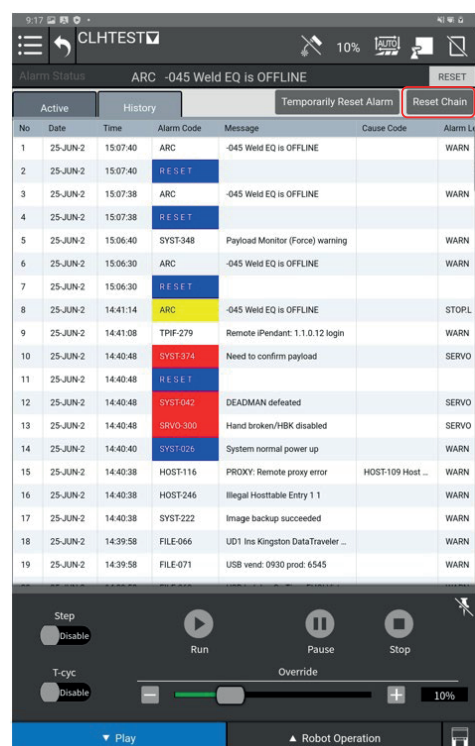 9:17
CLHTEST
10%
AUTO
Alarm Status ARC -045 Weld EQ is OFFLINE RESET
Active History Temporarily Reset Alarm Reset Chain
No Date Time Alarm Code Message Cause Code Alarm Le
1 25-JUN-2 15:07:40 ARC -045 Weld EQ is OFFLINE WARN
2 25-JUN-2 15:07:40 R E S E T
3 25-JUN-2 15:07:38 ARC -045 Weld EQ is OFFLINE WARN
4 25-JUN-2 15:07:38 R E S E T
5 25-JUN-2 15:06:40 SYST-348 Payload Monitor (Force) warning WARN
6 25-JUN-2 15:06:30 ARC -045 Weld EQ is OFFLINE WARN
7 25-JUN-2 15:06:30 R E S E T
8 25-JUN-2 14:41:14 ARC -045 Weld EQ is OFFLINE STOP.L
9 25-JUN-2 14:41:08 TPIF-279 Remote iPendant: 1.1.0.12 login WARN
10 25-JUN-2 14:40:48 SYST-374 Need to confirm payload SERVO
11 25-JUN-2 14:40:48 R E S E T
12 25-JUN-2 14:40:48 SYST-042 DEADMAN defeated SERVO
13 25-JUN-2 14:40:48 SRVO-300 Hand broken/HBK disabled SERVO
14 25-JUN-2 14:40:40 SYST-026 System normal power up WARN
15 25-JUN-2 14:40:38 HOST-116 PROXY: Remote proxy error HOST-109 Host ... WARN
16 25-JUN-2 14:40:38 HOST-246 Illegal Hosttable Entry 1 1 WARN
17 25-JUN-2 14:40:38 SYST-222 Image backup succeeded WARN
18 25-JUN-2 14:39:58 FILE-066 UD1 Ins Kingston DataTraveler ... WARN
19 25-JUN-2 14:39:58 FILE-071 USB vend: 0930 prod: 6545 WARN
Step
Disable
Run Pause Stop
T-cyc
Disable
Override
10%
▼ Play ▲ Robot Operation